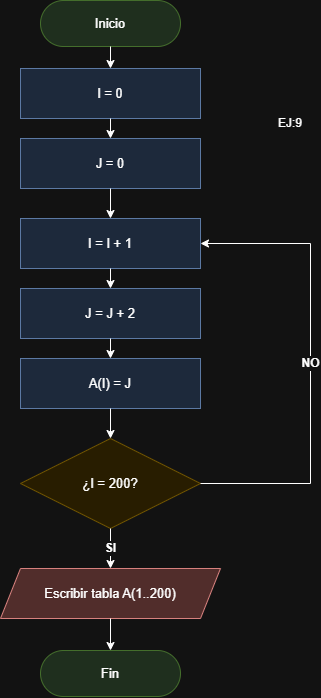 Inicio
I = 0
EJ:9
J = 0
I = I + 1
J = J + 2
NO
A(I) = J
¿I = 200?
SI
Escribir tabla A(1..200)
Fin